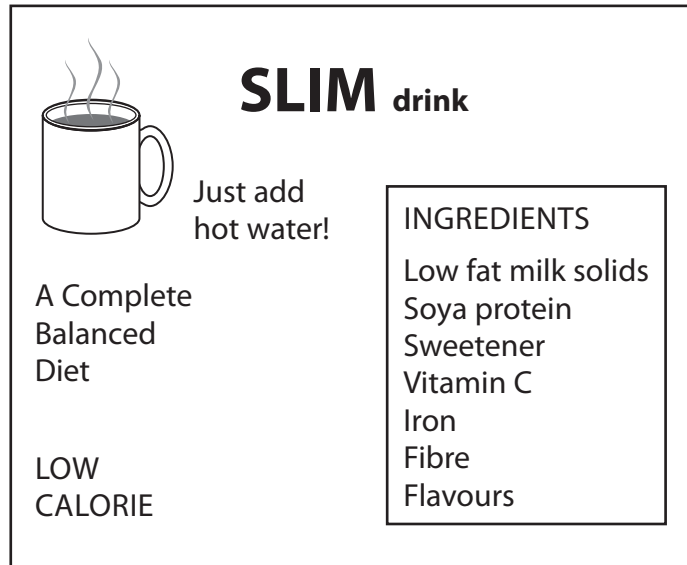 SLIM drink
Just add
hot water!
A Complete
Balanced
Diet
LOW
CALORIE
INGREDIENTS
Low fat milk solids
Soya protein
Sweetener
Vitamin C
Iron
Fibre
Flavours